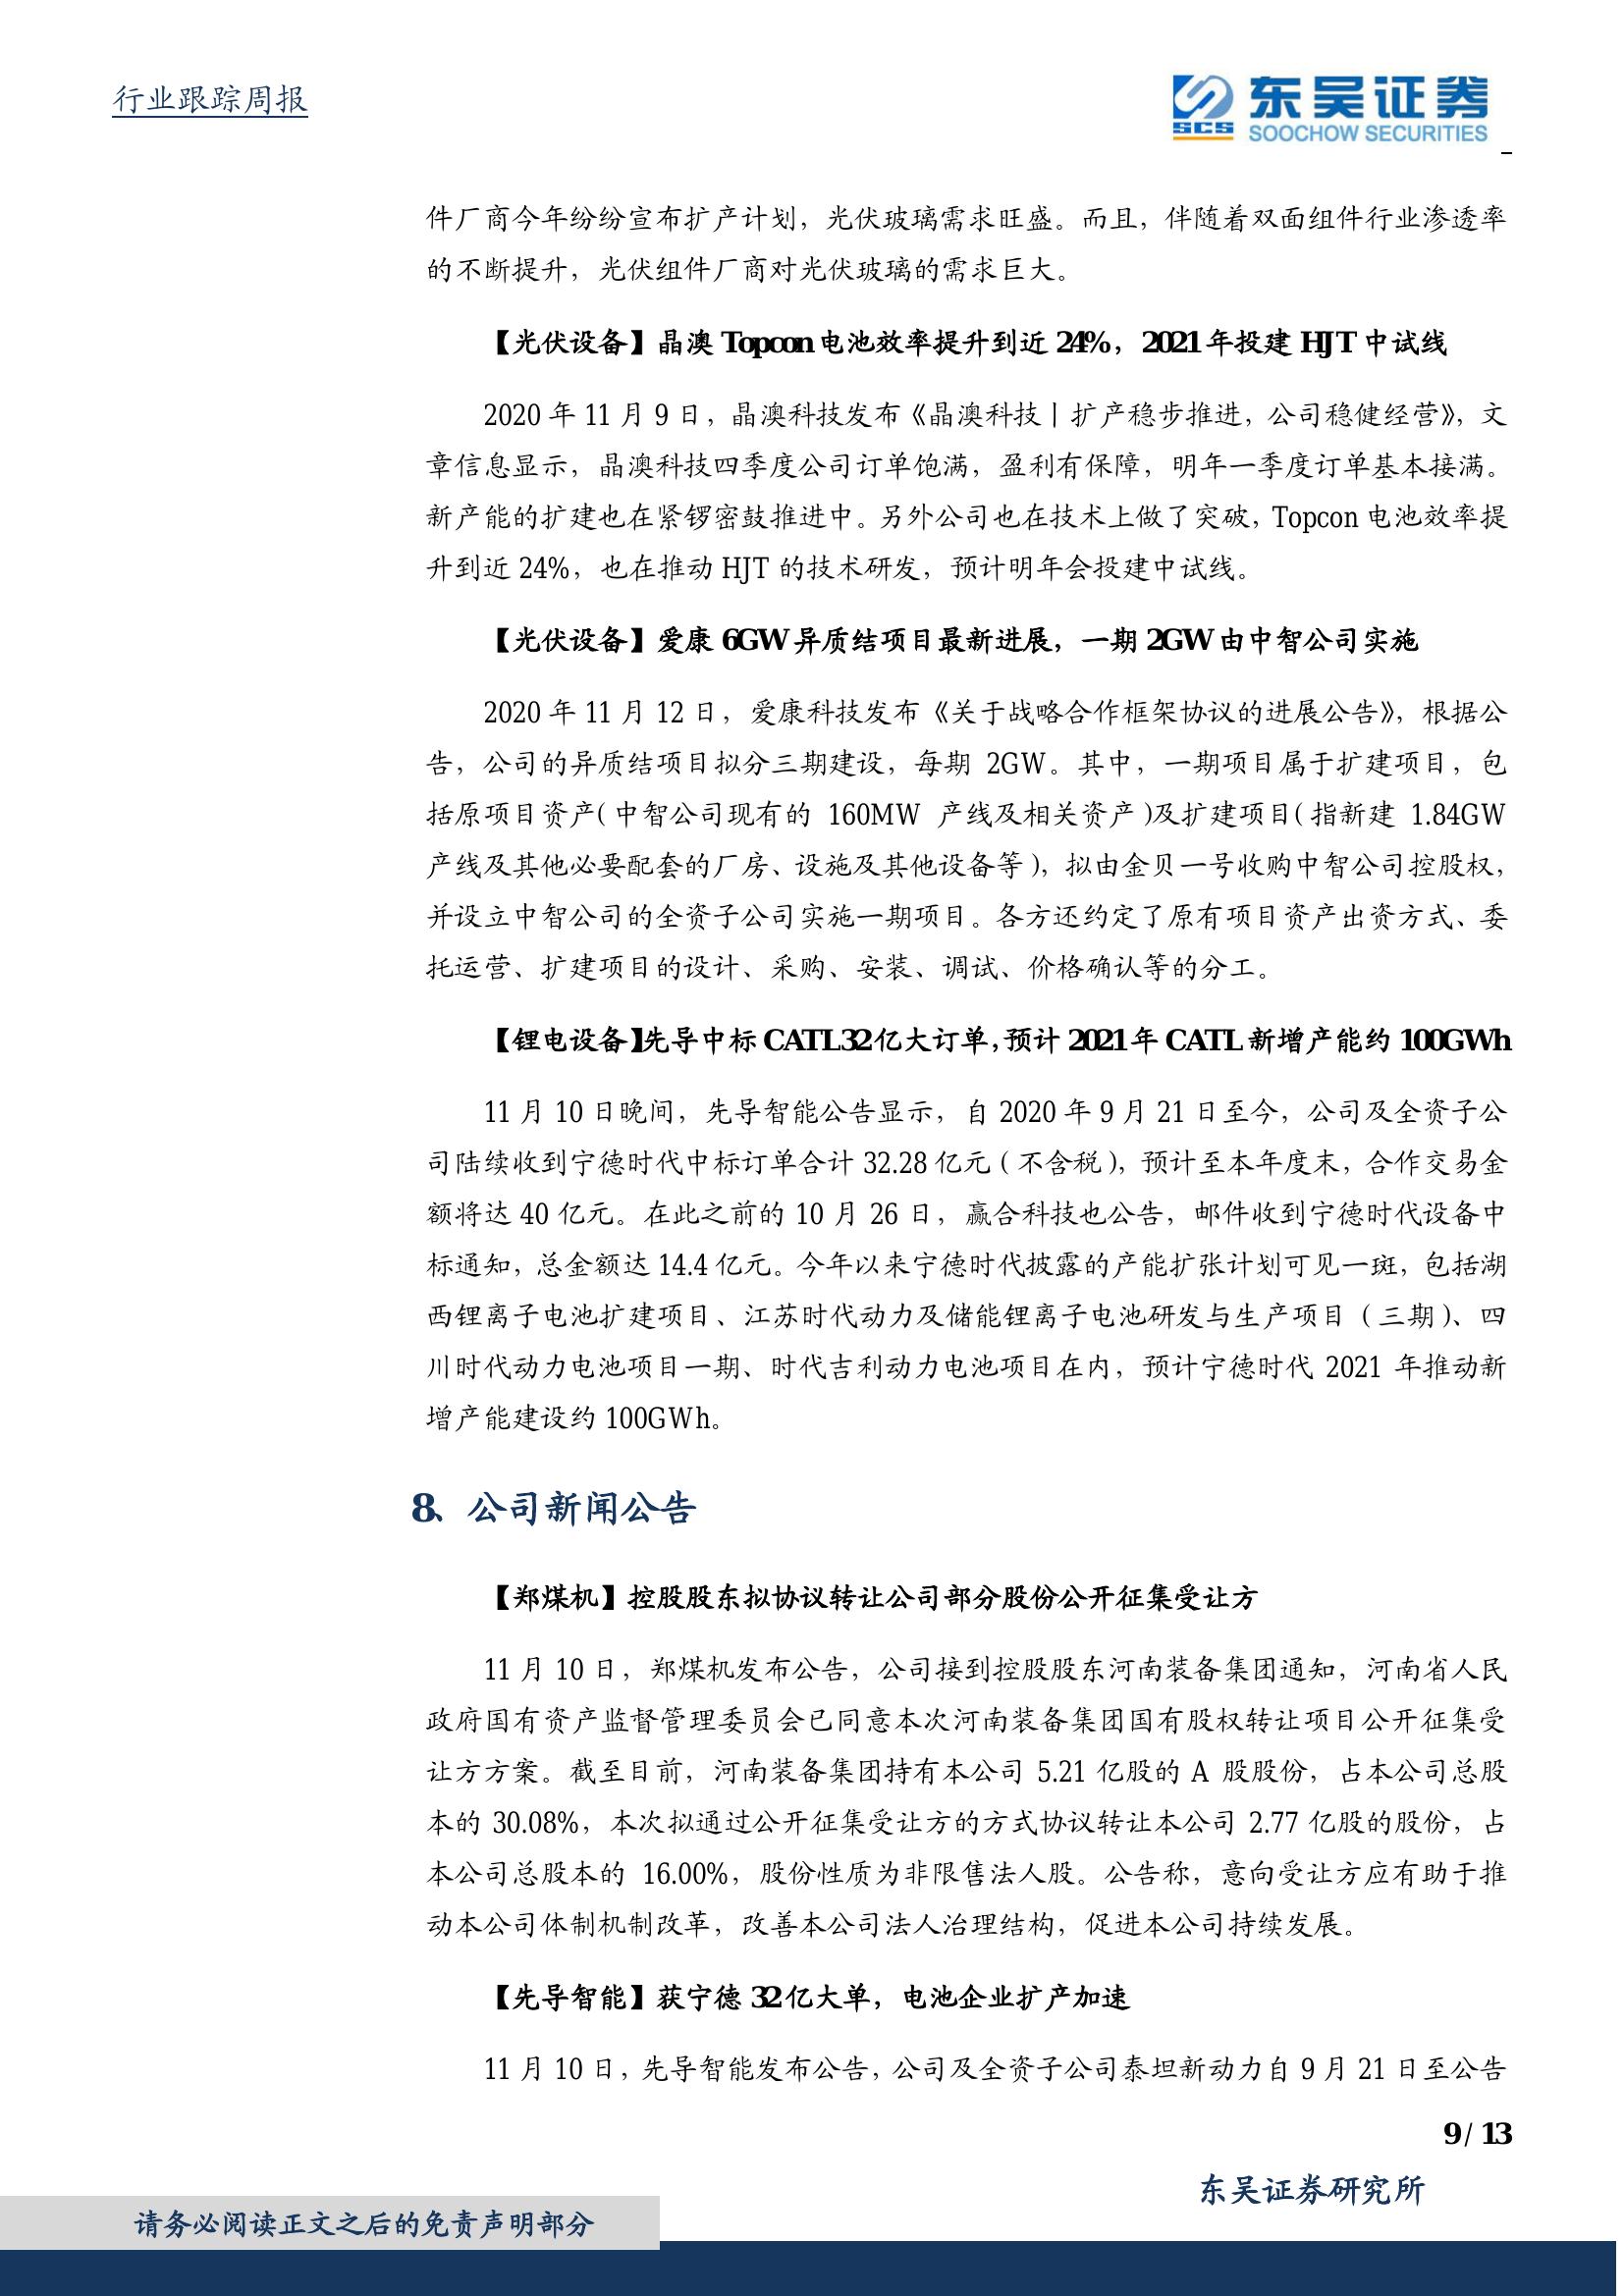 行业跟踪周报
SCS
东吴证券
SOOCHOW SECURITIES
件厂商今年纷纷宣布扩产计划，光伏玻璃需求旺盛。而且，伴随着双面组件行业渗透率
的不断提升，光伏组件厂商对光伏玻璃的需求巨大。
【光伏设备】晶澳 Topcon 电池效率提升到近 24%，2021 年投建 HJT 中试线
2020 年 11 月 9 日，晶澳科技发布《晶澳科技丨扩产稳步推进，公司稳健经营》，文
章信息显示，晶澳科技四季度公司订单饱满，盈利有保障，明年一季度订单基本接满。
新产能的扩建也在紧锣密鼓推进中。另外公司也在技术上做了突破，Topcon 电池效率提
升到近 24%，也在推动 HJT 的技术研发，预计明年会投建中试线。
【光伏设备】爱康 6GW 异质结项目最新进展，一期 2GW 由中智公司实施
2020 年 11 月 12 日，爱康科技发布《关于战略合作框架协议的进展公告》，根据公
告，公司的异质结项目拟分三期建设，每期 2GW。其中，一期项目属于扩建项目，包
括原项目资产(中智公司现有的 160MW 产线及相关资产)及扩建项目(指新建 1.84GW
产线及其他必要配套的厂房、设施及其他设备等)，拟由金贝一号收购中智公司控股权，
并设立中智公司的全资子公司实施一期项目。各方还约定了原有项目资产出资方式、委
托运营、扩建项目的设计、采购、安装、调试、价格确认等的分工。
【锂电设备】先导中标 CATL32 亿大订单，预计 2021 年 CATL 新增产能约 100GWh
11 月 10 日晚间，先导智能公告显示，自 2020 年 9 月 21 日至今，公司及全资子公
司陆续收到宁德时代中标订单合计 32.28 亿元（不含税），预计至本年度末，合作交易金
额将达 40 亿元。在此之前的 10 月 26 日，赢合科技也公告，邮件收到宁德时代设备中
标通知，总金额达 14.4 亿元。今年以来宁德时代披露的产能扩张计划可见一斑，包括湖
西锂离子电池扩建项目、江苏时代动力及储能锂离子电池研发与生产项目（三期）、四
川时代动力电池项目一期、时代吉利动力电池项目在内，预计宁德时代 2021 年推动新
增产能建设约 100GWh。
8、公司新闻公告
【郑煤机】控股股东拟协议转让公司部分股份公开征集受让方
11 月 10 日，郑煤机发布公告，公司接到控股股东河南装备集团通知，河南省人民
政府国有资产监督管理委员会已同意本次河南装备集团国有股权转让项目公开征集受
让方方案。截至目前，河南装备集团持有本公司 5.21 亿股的 A 股股份，占本公司总股
本的 30.08%，本次拟通过公开征集受让方的方式协议转让本公司 2.77 亿股的股份，占
本公司总股本的 16.00%，股份性质为非限售法人股。公告称，意向受让方应有助于推
动本公司体制机制改革，改善本公司法人治理结构，促进本公司持续发展。
【先导智能】获宁德 32 亿大单，电池企业扩产加速
11 月 10 日，先导智能发布公告，公司及全资子公司泰坦新动力自 9 月 21 日至公告
9 / 13
东吴证券研究所
请务必阅读正文之后的免责声明部分